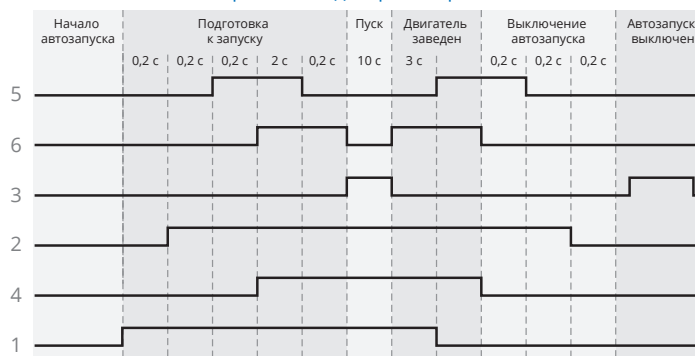 Начало
автозапуска
Подготовка
к запуску
Пуск
Двигатель
заведен
Выключение
автозапуска
Автозапуск
выключен
0,2 с 0,2 с 0,2 с 2 с 0,2 с 10 с 3 с 0,2 с 0,2 с 0,2 с
5
6
3
2
4
1